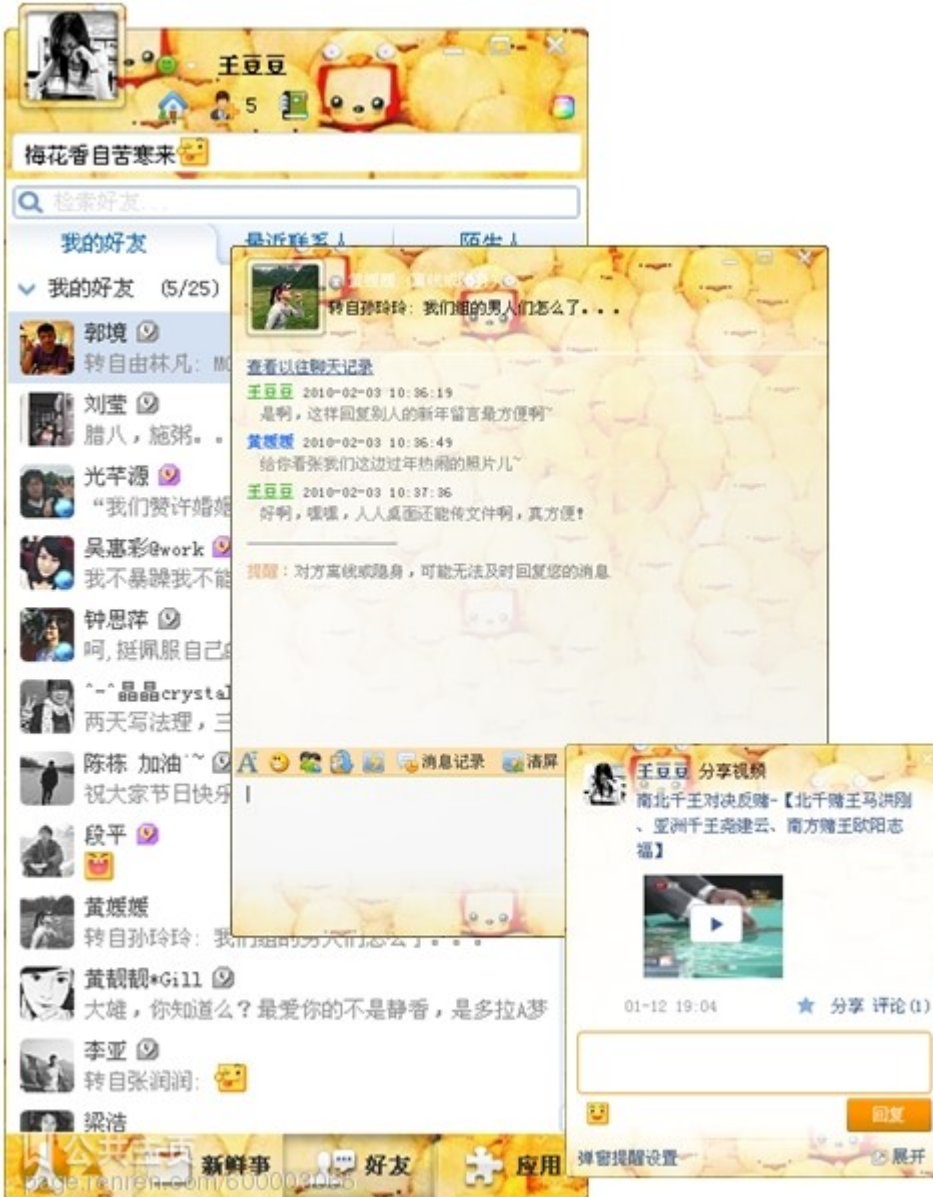 王豆豆
5
梅花香自苦寒来
检索好友...
我的好友 最近联系人 陌生人
我的好友 (5/25)
郭境
转自由林凡: MC
刘莹
腊八，施粥。。
光芊源
“我们赞许婚姻
吴惠彩@work
我不暴躁我不能
钟思萍
呵,挺佩服自己的
^-^晶晶crystal
两天写法理，三
陈栋 加油˙~
祝大家节日快乐
段平
黄媛媛
转自孙玲玲: 我们组的男人们怎么了。。。
黄靓靓*Gill
大雄，你知道么？最爱你的不是静香，是多拉A梦
李亚
转自张润润:
梁浩
新鲜事 好友 应用
公共主页
page.renren.com/600003066
黄媛媛 (离线或隐身)
转自孙玲玲: 我们组的男人们怎么了。。。
查看以往聊天记录
王豆豆 2010-02-03 10:36:19
是啊，这样回复别人的新年留言最方便啊~
黄媛媛 2010-02-03 10:36:49
给你看张我们这边过年热闹的照片儿~
王豆豆 2010-02-03 10:37:36
好啊，嘿嘿，人人桌面还能传文件啊，真方便!
提醒：对方离线或隐身，可能无法及时回复您的消息
消息记录 清屏
王豆豆 分享视频
南北千王对决反赌-【北千赌王马洪刚
、亚洲千王尧建云、南方赌王欧阳志
福】
01-12 19:04 分享 评论(1)
回复
弹窗提醒设置 展开